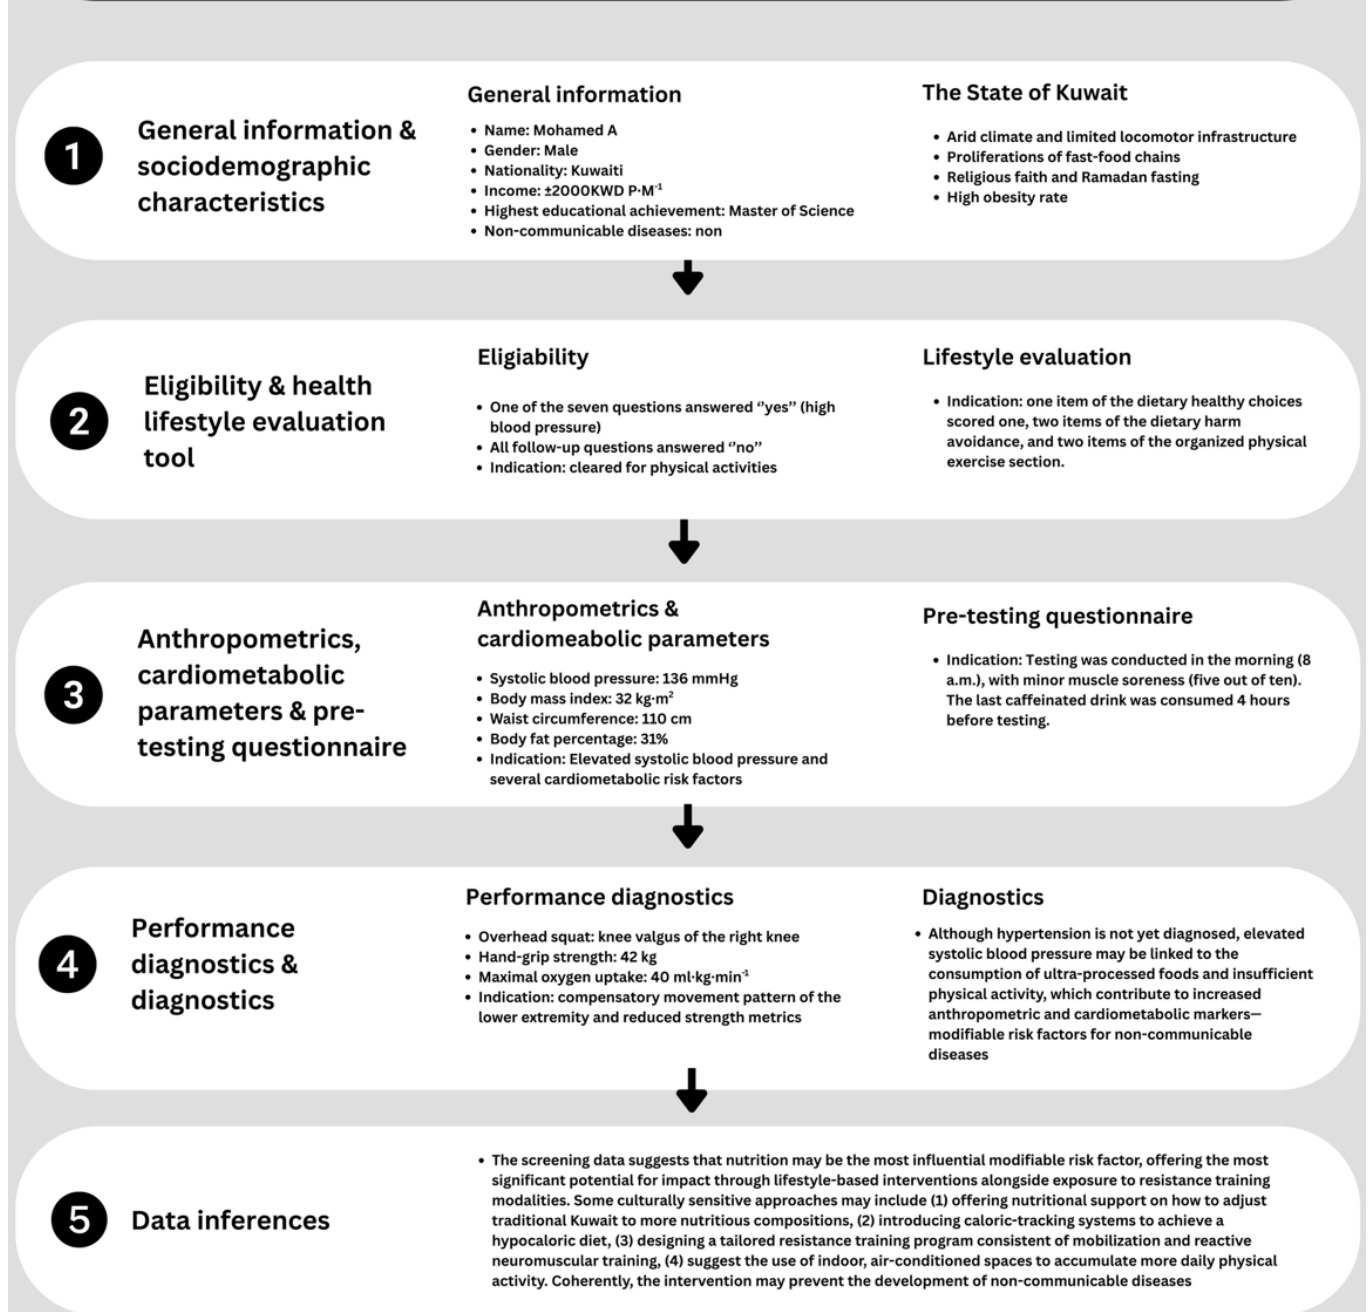 1
General information &
sociodemographic
characteristics
General information
• Name: Mohamed A
• Gender: Male
• Nationality: Kuwaiti
• Income: ±2000KWD P·M⁻¹
• Highest educational achievement: Master of Science
• Non-communicable diseases: non
The State of Kuwait
• Arid climate and limited locomotor infrastructure
• Proliferations of fast-food chains
• Religious faith and Ramadan fasting
• High obesity rate
2
Eligibility & health
lifestyle evaluation
tool
Eligiability
• One of the seven questions answered “yes” (high
blood pressure)
• All follow-up questions answered “no”
• Indication: cleared for physical activities
Lifestyle evaluation
• Indication: one item of the dietary healthy choices
scored one, two items of the dietary harm
avoidance, and two items of the organized physical
exercise section.
3
Anthropometrics,
cardiometabolic
parameters & pre-
testing questionnaire
Anthropometrics &
cardiomeabolic parameters
• Systolic blood pressure: 136 mmHg
• Body mass index: 32 kg·m²
• Waist circumference: 110 cm
• Body fat percentage: 31%
• Indication: Elevated systolic blood pressure and
several cardiometabolic risk factors
Pre-testing questionnaire
• Indication: Testing was conducted in the morning (8
a.m.), with minor muscle soreness (five out of ten).
The last caffeinated drink was consumed 4 hours
before testing.
4
Performance
diagnostics &
diagnostics
Performance diagnostics
• Overhead squat: knee valgus of the right knee
• Hand-grip strength: 42 kg
• Maximal oxygen uptake: 40 ml·kg·min⁻¹
• Indication: compensatory movement pattern of the
lower extremity and reduced strength metrics
Diagnostics
• Although hypertension is not yet diagnosed, elevated
systolic blood pressure may be linked to the
consumption of ultra-processed foods and insufficient
physical activity, which contribute to increased
anthropometric and cardiometabolic markers—
modifiable risk factors for non-communicable
diseases
5
Data inferences
• The screening data suggests that nutrition may be the most influential modifiable risk factor, offering the most
significant potential for impact through lifestyle-based interventions alongside exposure to resistance training
modalities. Some culturally sensitive approaches may include (1) offering nutritional support on how to adjust
traditional Kuwait to more nutritious compositions, (2) introducing caloric-tracking systems to achieve a
hypocaloric diet, (3) designing a tailored resistance training program consistent of mobilization and reactive
neuromuscular training, (4) suggest the use of indoor, air-conditioned spaces to accumulate more daily physical
activity. Coherently, the intervention may prevent the development of non-communicable diseases